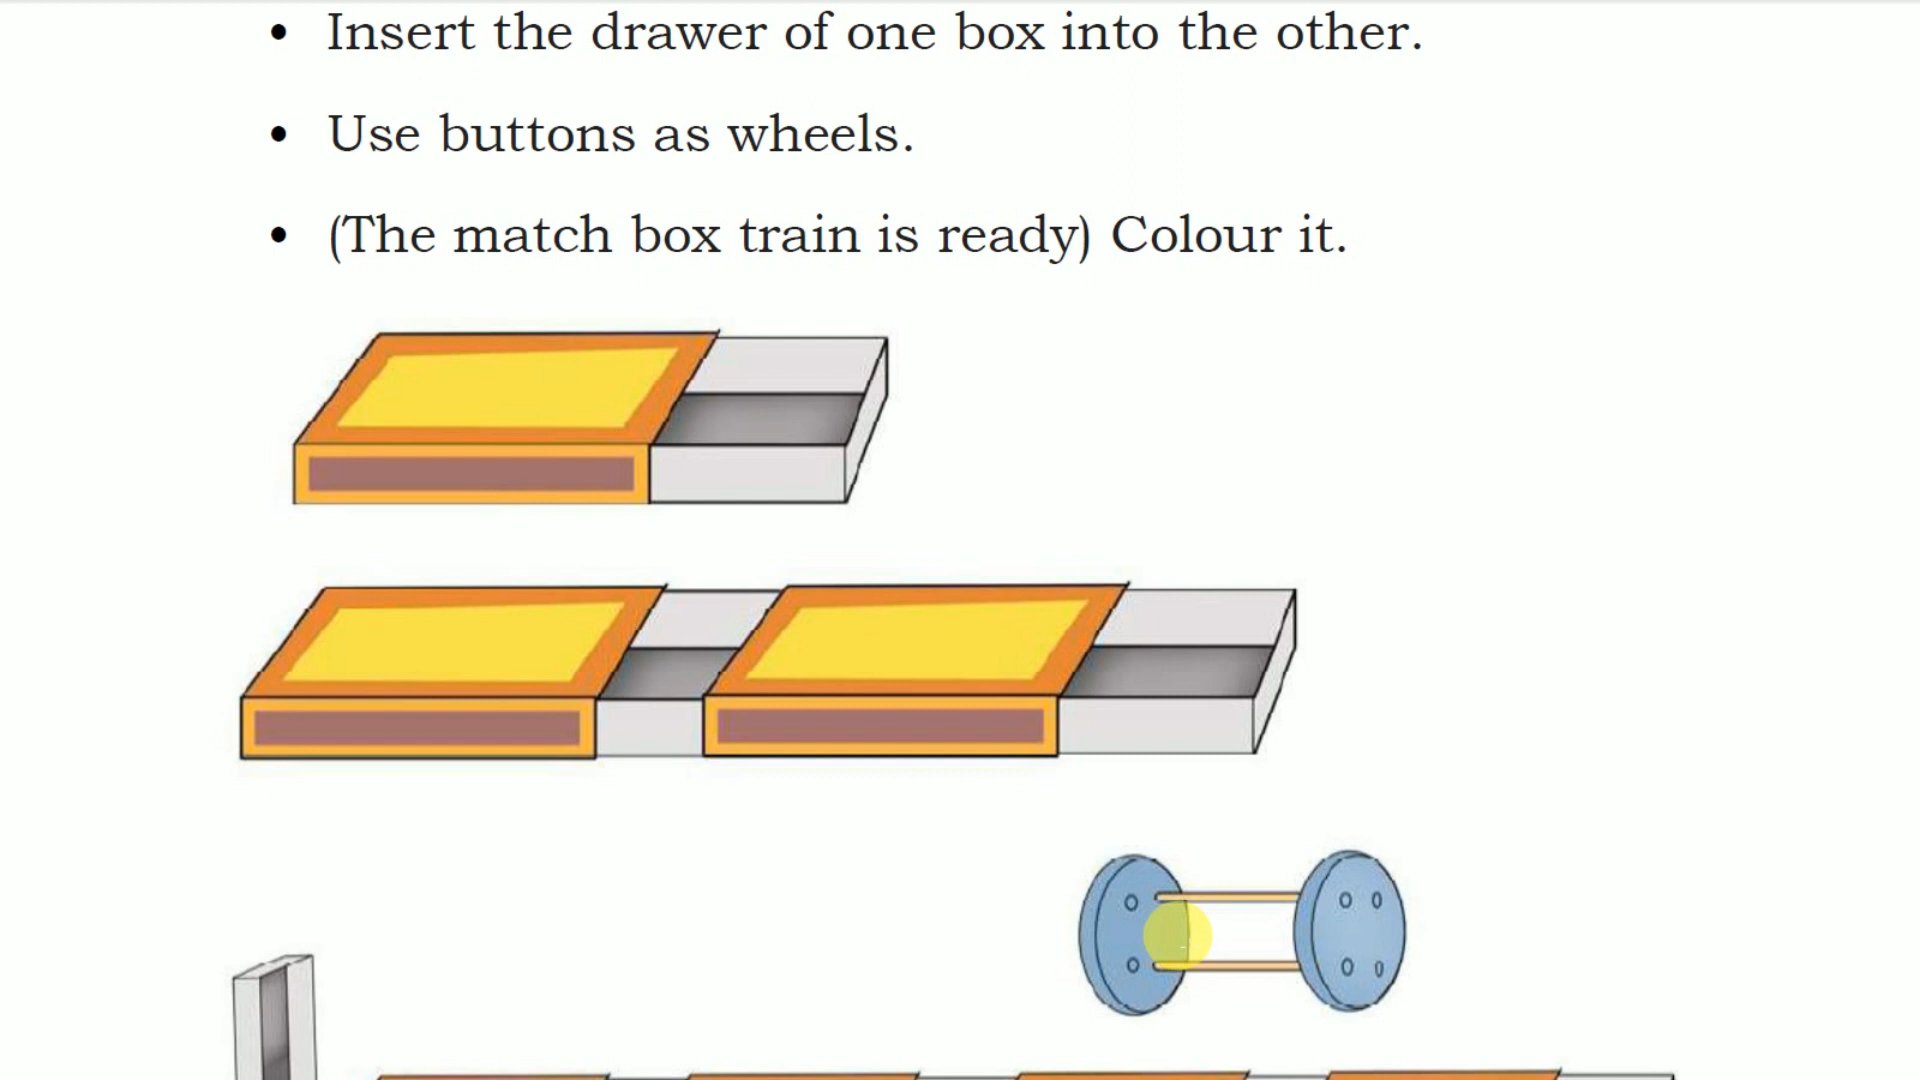 • Insert the drawer of one box into the other.
• Use buttons as wheels.
• (The match box train is ready) Colour it.